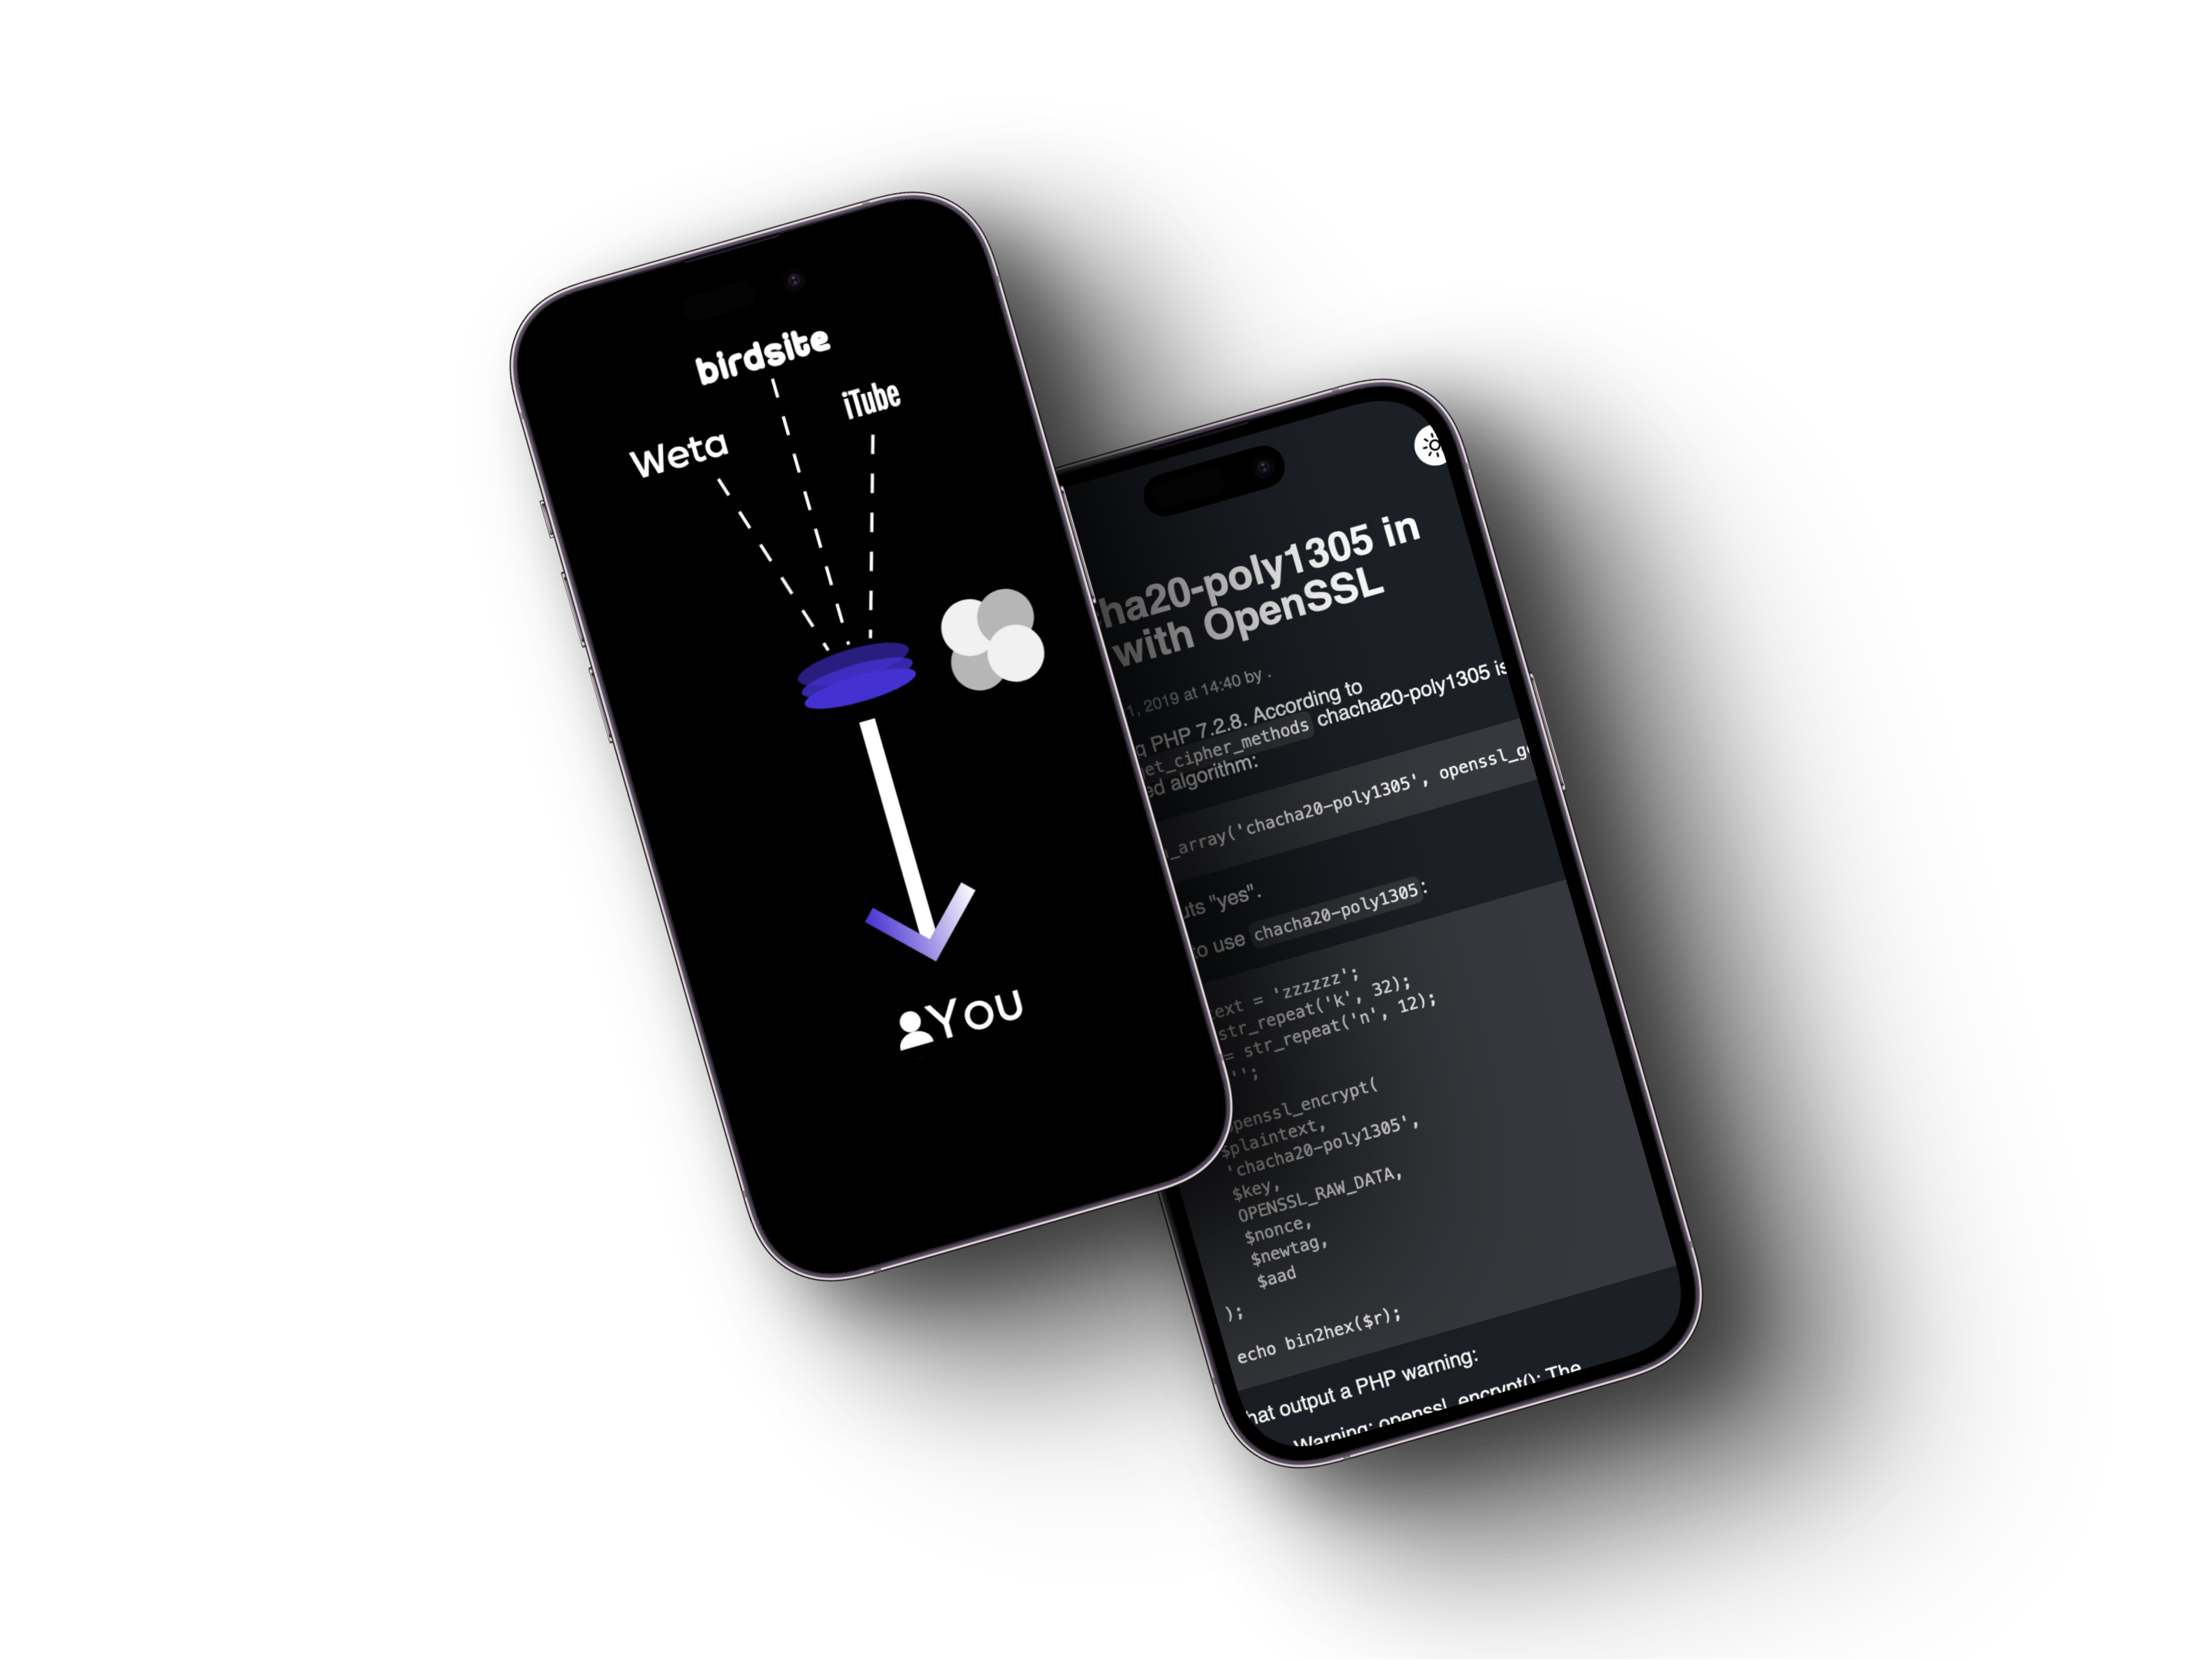 birdsite
iTube
Weta
You
ha20-poly1305 in
with OpenSSL
1, 2019 at 14:40 by .
PHP 7.2.8. According to
et_cipher_methods chacha20-poly1305 is
ed algorithm:
_array('chacha20-poly1305', openssl_g
uts "yes".
to use chacha20-poly1305:
ext = 'zzzzzz';
str_repeat('k', 32);
= str_repeat('n', 12);
'';
penssl_encrypt(
$plaintext,
'chacha20-poly1305',
$key,
OPENSSL_RAW_DATA,
$nonce,
$newtag,
$aad
);
echo bin2hex($r);
hat output a PHP warning:
Warning: openssl_encrypt(): The